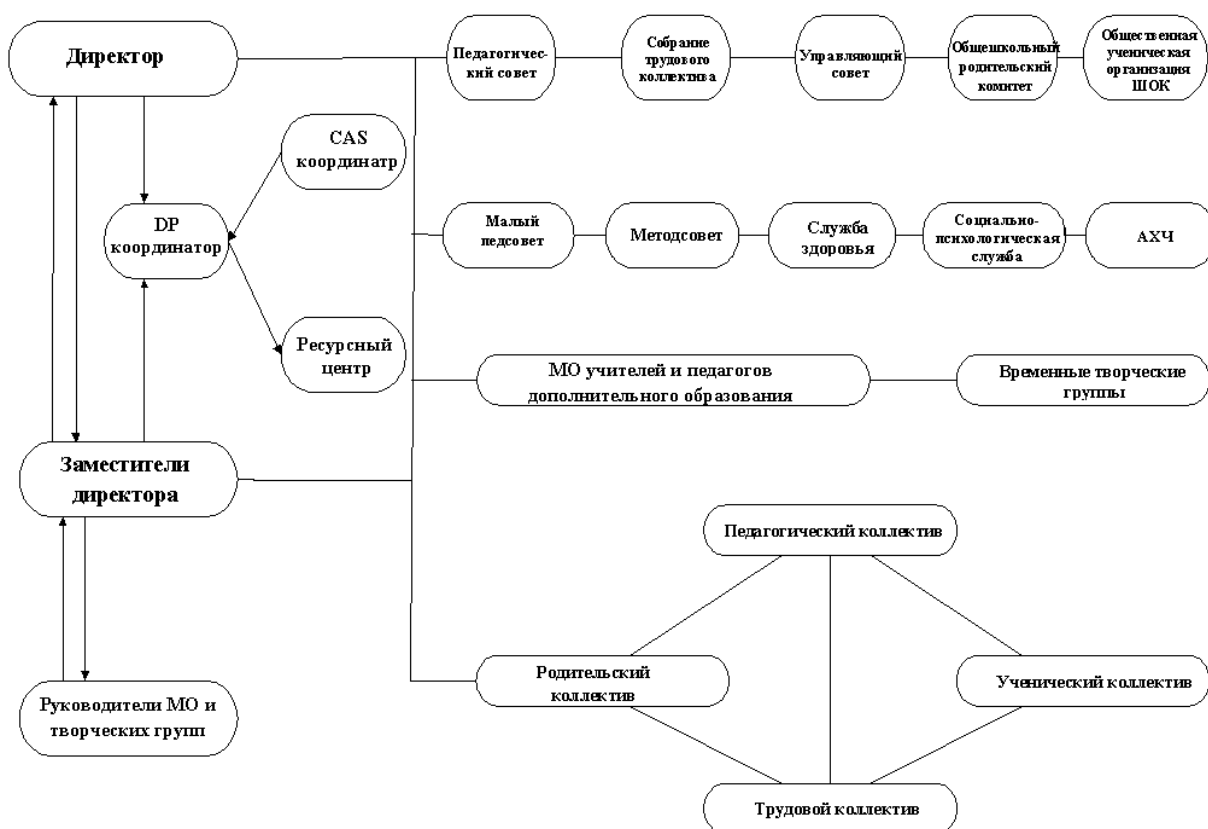 Директор
Педагогичес-
кий совет
Собрание
трудового
коллектива
Управляющий
совет
Общешкольный
родительский
комитет
Общественная
ученическая
организация
ШОК
CAS
координатр
DP
координатор
Малый
педсовет
Методсовет
Служба
здоровья
Социально-
психологическая
служба
АХЧ
Ресурсный
центр
МО учителей и педагогов
дополнительного образования
Временные творческие
группы
Заместители
директора
Педагогический коллектив
Родительский
коллектив
Ученический коллектив
Руководители МО и
творческих групп
Трудовой коллектив